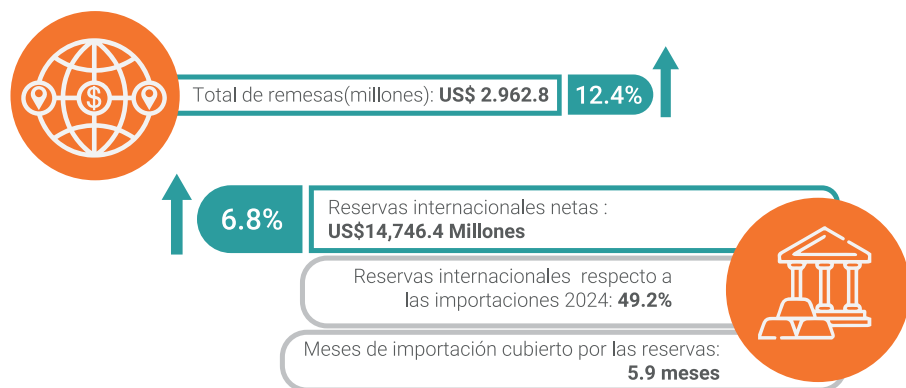 $
Total de remesas(millones): US$ 2.962.8
12.4%
6.8%
Reservas internacionales netas :
US$14,746.4 Millones
Reservas internacionales respecto a
las importaciones 2024: 49.2%
Meses de importación cubierto por las reservas:
5.9 meses